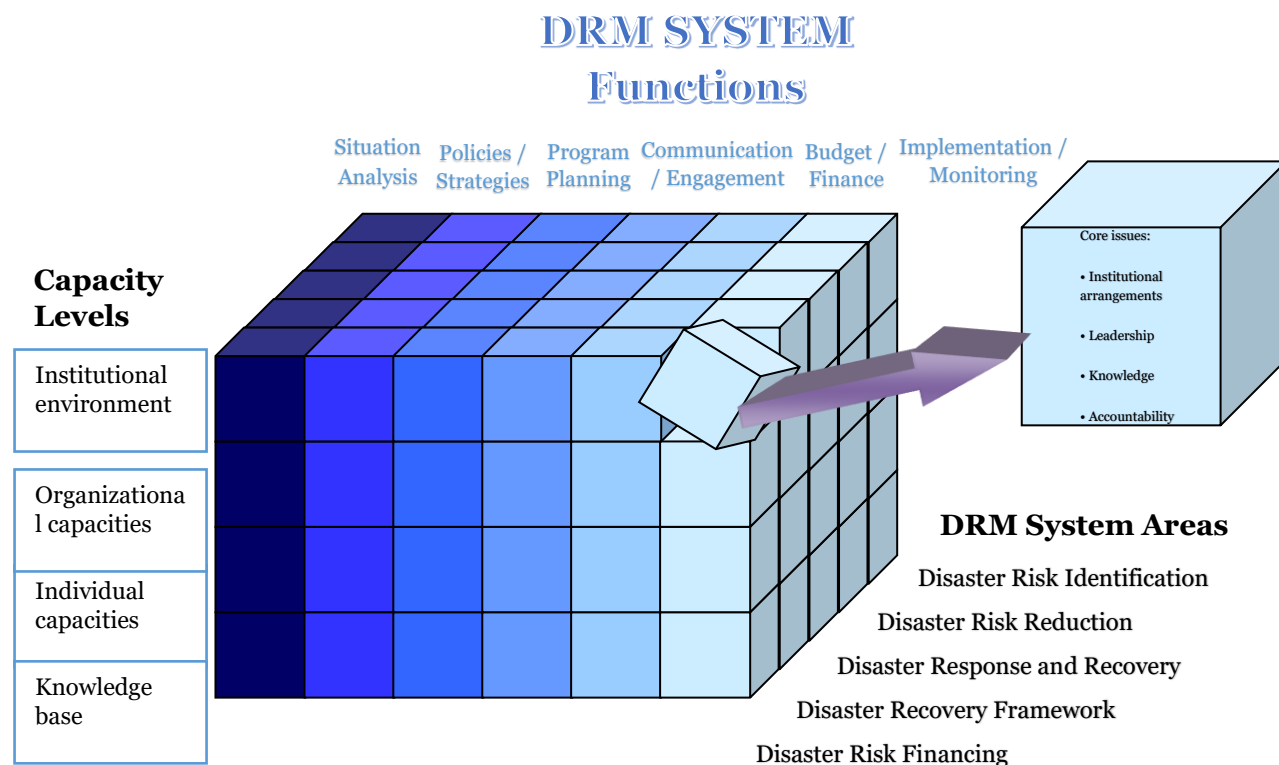 DRM SYSTEM
Functions
Situation
Analysis
Policies /
Strategies
Program
Planning
Communication
/ Engagement
Budget /
Finance
Implementation /
Monitoring
Core issues:
• Institutional
arrangements
• Leadership
• Knowledge
• Accountability
Capacity
Levels
Institutional
environment
Organizationa
l capacities
Individual
capacities
Knowledge
base
DRM System Areas
Disaster Risk Identification
Disaster Risk Reduction
Disaster Response and Recovery
Disaster Recovery Framework
Disaster Risk Financing